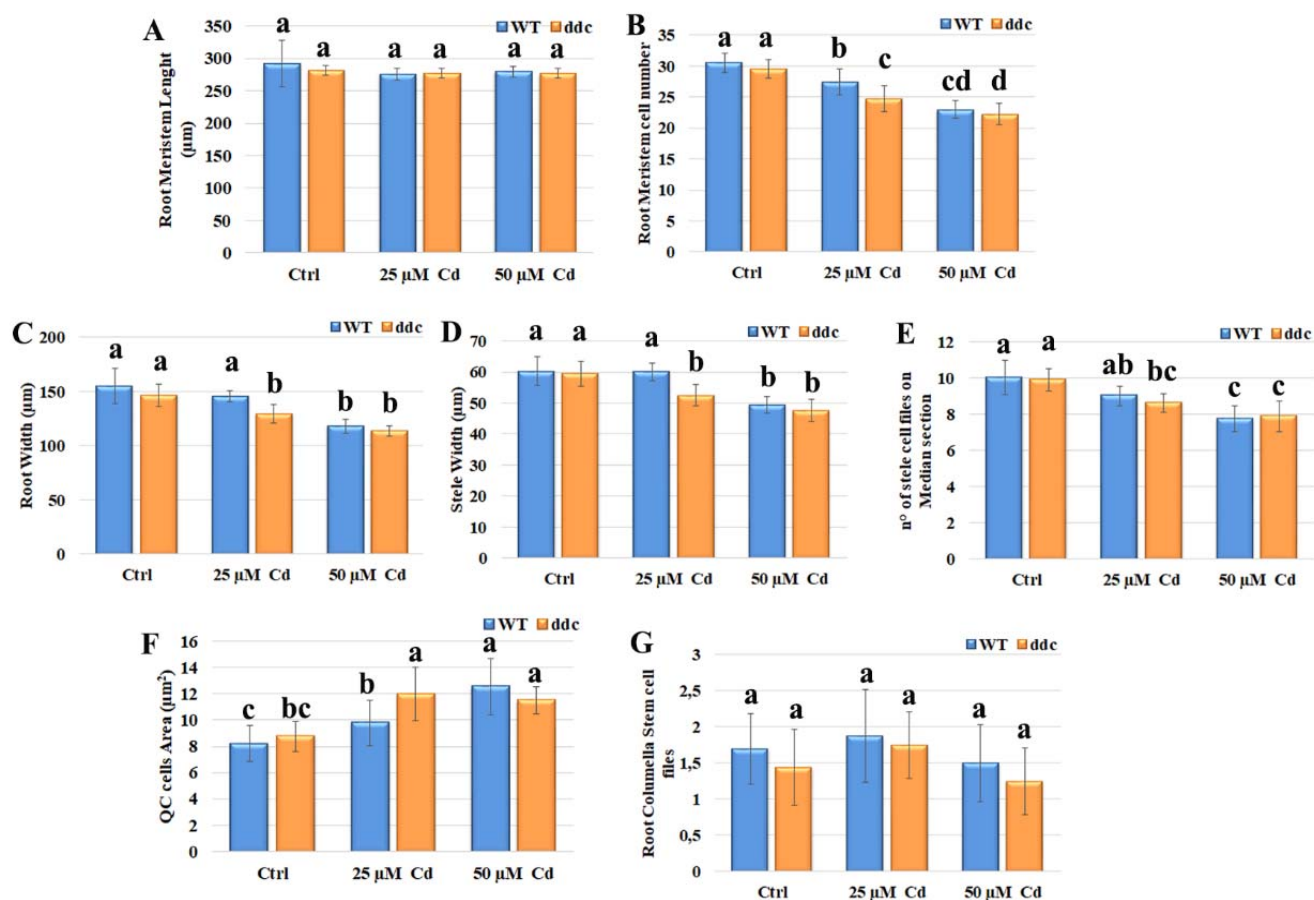 A
WT ddc
Root Meristem Lenght
(µm)
350
300
250
200
150
100
50
0
a a a a a a
Ctrl 25 µM Cd 50 µM Cd
B
WT ddc
Root Meristem cell number
35
30
25
20
15
10
5
0
a a b c cd d
Ctrl 25 µM Cd 50 µM Cd
C
WT ddc
Root Width (µm)
200
150
100
50
0
a a a b b b
Ctrl 25 µM Cd 50 µM Cd
D
WT ddc
Stele Width (µm)
70
60
50
40
30
20
10
0
a a a b b b
Ctrl 25 µM Cd 50 µM Cd
E
WT ddc
n° of stele cell files on
Median section
12
10
8
6
4
2
0
a a ab bc c c
Ctrl 25 µM Cd 50 µM Cd
F
WT ddc
QC cells Area (µm²)
16
14
12
10
8
6
4
2
0
c bc b a a a
Ctrl 25 µM Cd 50 µM Cd
G
WT ddc
Root Columella Stem cell
files
3
2,5
2
1,5
1
0,5
0
a a a a a a
Ctrl 25 µM Cd 50 µM Cd